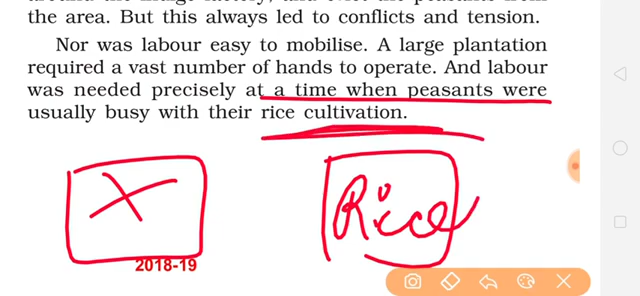 the area. But this always led to conflicts and tension.
Nor was labour easy to mobilise. A large plantation
required a vast number of hands to operate. And labour
was needed precisely at a time when peasants were
usually busy with their rice cultivation.
X
Rice
2018-19